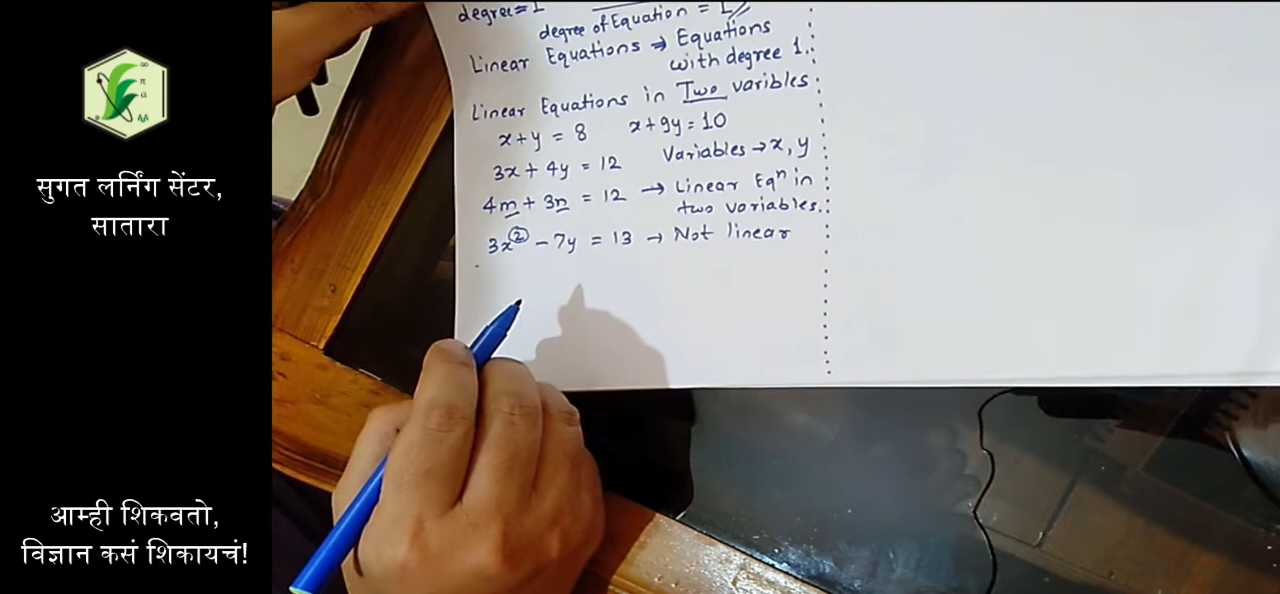 सुगत लर्निंग सेंटर,
सातारा
आम्ही शिकवतो,
विज्ञान कसं शिकायचं!
degree = 1
degree of Equation = 1
Linear Equations → Equations
with degree 1.
Linear Equations in Two varibles
x + y = 8 x + 9y = 10
3x + 4y = 12 Variables → x, y
4m + 3n = 12 → Linear Eqⁿ in
two variables.
3x² − 7y = 13 → Not linear